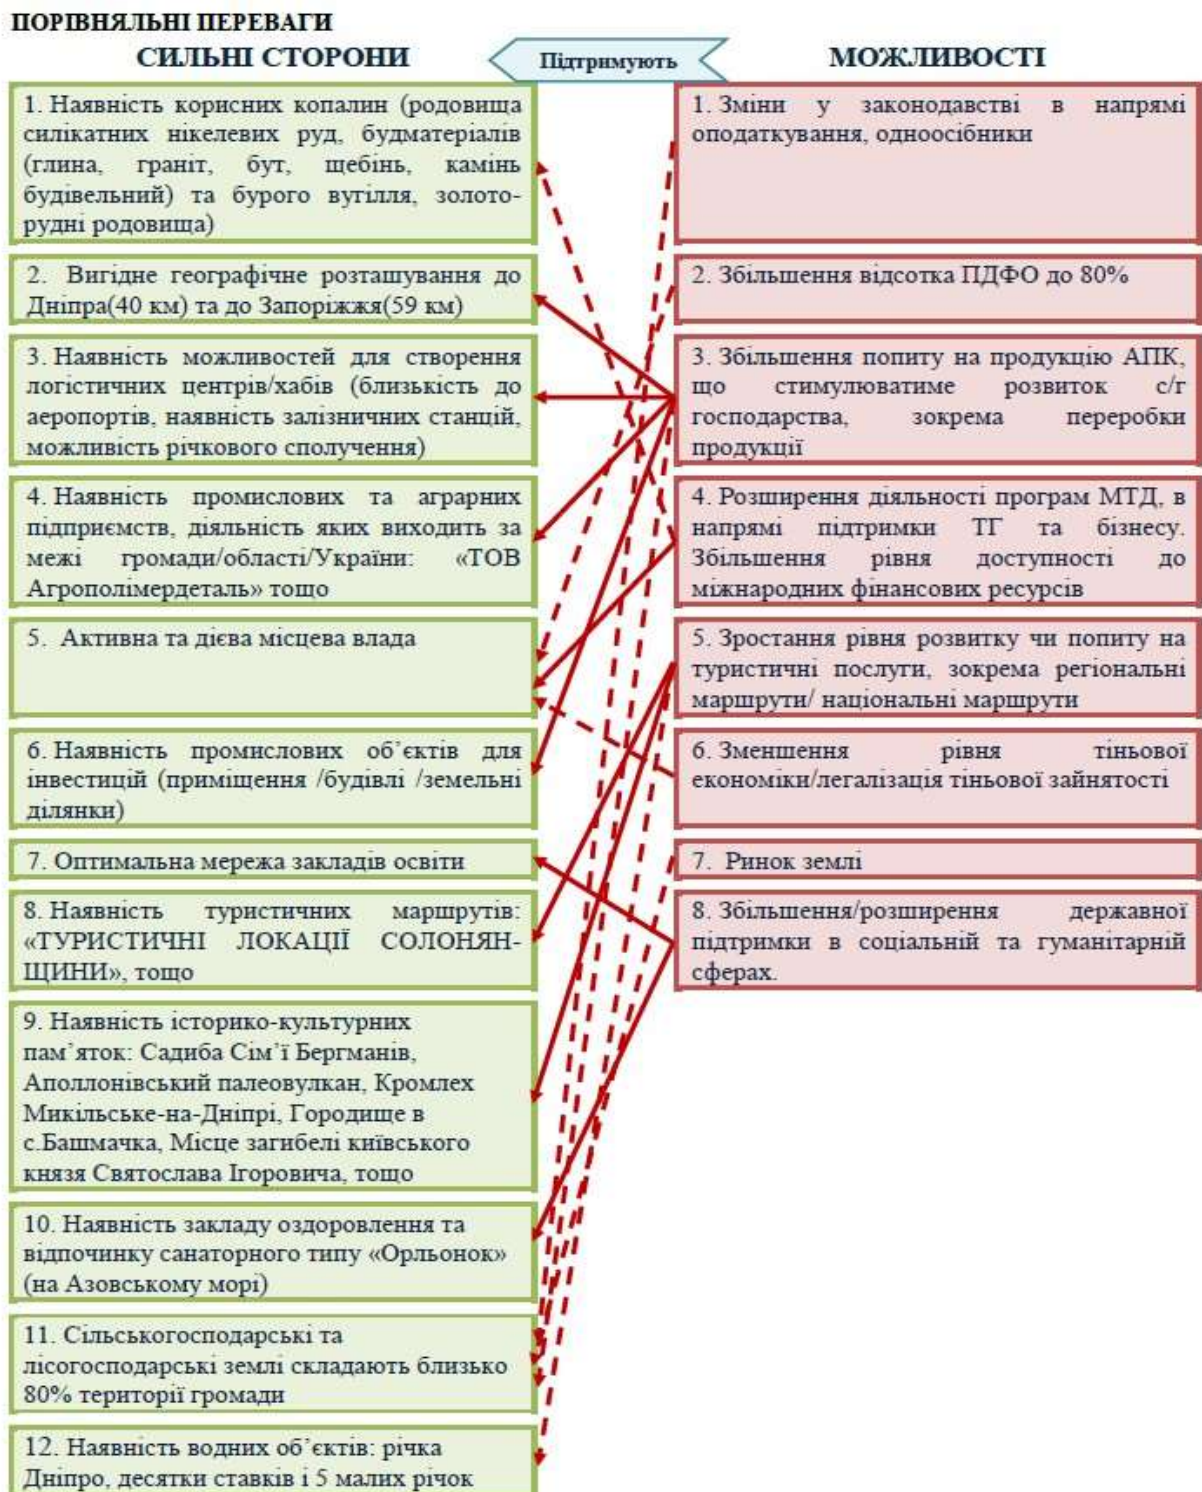 ПОРІВНЯЛЬНІ ПЕРЕВАГИ
СИЛЬНІ СТОРОНИ
Підтримують
МОЖЛИВОСТІ
1. Наявність корисних копалин (родовища
силікатних нікелевих руд, будматеріалів
(глина, граніт, бут, щебінь, камінь
будівельний) та бурого вугілля, золото-
рудні родовища)
2. Вигідне географічне розташування до
Дніпра(40 км) та до Запоріжжя(59 км)
3. Наявність можливостей для створення
логістичних центрів/хабів (близькість до
аеропортів, наявність залізничних станцій,
можливість річкового сполучення)
4. Наявність промислових та аграрних
підприємств, діяльність яких виходить за
межі громади/області/України: «ТОВ
Агрополімердеталь» тощо
5. Активна та дієва місцева влада
6. Наявність промислових об’єктів для
інвестицій (приміщення /будівлі /земельні
ділянки)
7. Оптимальна мережа закладів освіти
8. Наявність туристичних маршрутів:
«ТУРИСТИЧНІ ЛОКАЦІЇ СОЛОНЯН-
ЩИНИ», тощо
9. Наявність історико-культурних
пам’яток: Садиба Сім’ї Бергманів,
Аполлонівський палеовулкан, Кромлех
Микільське-на-Дніпрі, Городище в
с.Башмачка, Місце загибелі київського
князя Святослава Ігоровича, тощо
10. Наявність закладу оздоровлення та
відпочинку санаторного типу «Орльонок»
(на Азовському морі)
11. Сільськогосподарські та
лісогосподарські землі складають близько
80% території громади
12. Наявність водних об’єктів: річка
Дніпро, десятки ставків і 5 малих річок
1. Зміни у законодавстві в напрямі
оподаткування, одноосібники
2. Збільшення відсотка ПДФО до 80%
3. Збільшення попиту на продукцію АПК,
що стимулюватиме розвиток с/г
господарства, зокрема переробки
продукції
4. Розширення діяльності програм МТД, в
напрямі підтримки ТГ та бізнесу.
Збільшення рівня доступності до
міжнародних фінансових ресурсів
5. Зростання рівня розвитку чи попиту на
туристичні послуги, зокрема регіональні
маршрути/ національні маршрути
6. Зменшення рівня тіньової
економіки/легалізація тіньової зайнятості
7. Ринок землі
8. Збільшення/розширення державної
підтримки в соціальній та гуманітарній
сферах.